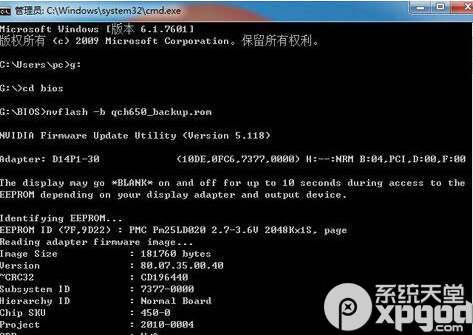 管理员: C:\Windows\system32\cmd.exe
Microsoft Windows [版本 6.1.7601]
版权所有 (c) 2009 Microsoft Corporation。保留所有权利。
C:\Users\pc>g:
G:\>cd bios
G:\BIOS>nvflash -b qch650_backup.rom
NVIDIA Firmware Update Utility (Version 5.118)
Adapter: D14P1-30 (10DE,0FC6,7377,0000) H:--:NRM B:04,PCI,D:00,F:00
The display may go *BLANK* on and off for up to 10 seconds during access to the
EEPROM depending on your display adapter and output device.
Identifying EEPROM...
EEPROM ID (7F,9D22) : PMC Pm25LD020 2.7-3.6V 2048Kx1S, page
Reading adapter firmware image...
Image Size : 181760 bytes
Version : 80.07.35.00.40
~CRC32 : CD196440
Subsystem ID : 7377-0000
Hierarchy ID : Normal Board
Chip SKU : 450-0
Project : 2010-0004
系统天堂
xpgod
.com